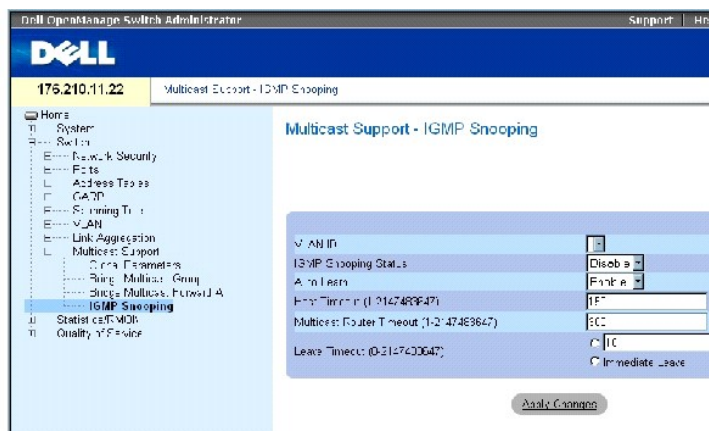 Dell OpenManage Switch Administrator
Support
DELL
176.210.11.22
Multicast Support - IGMP Snooping
Home
System
Switch
Network Security
Ports
Address Tables
GARP
Spanning Tree
VLAN
Link Aggregation
Multicast Support
Global Parameters
Bridge Multicast Group
Bridge Multicast Forward A
IGMP Snooping
Statistics/RMON
Quality of Service
Multicast Support - IGMP Snooping
VLAN ID
IGMP Snooping Status Disable
Auto Learn Enable
Host Timeout (1-2147483647)
Multicast Router Timeout (1-2147483647) 300
Leave Timeout (0-2147483647) 10
Immediate Leave
Apply Changes